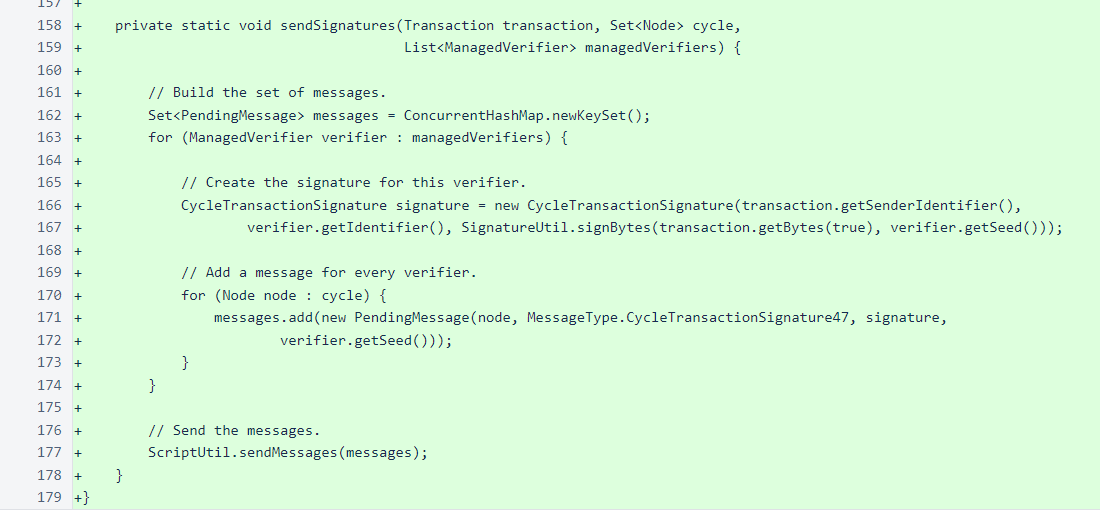 157 +
158 +    private static void sendSignatures(Transaction transaction, Set<Node> cycle,
159 +                                       List<ManagedVerifier> managedVerifiers) {
160 +
161 +        // Build the set of messages.
162 +        Set<PendingMessage> messages = ConcurrentHashMap.newKeySet();
163 +        for (ManagedVerifier verifier : managedVerifiers) {
164 +
165 +            // Create the signature for this verifier.
166 +            CycleTransactionSignature signature = new CycleTransactionSignature(transaction.getSenderIdentifier(),
167 +                    verifier.getIdentifier(), SignatureUtil.signBytes(transaction.getBytes(true), verifier.getSeed()));
168 +
169 +            // Add a message for every verifier.
170 +            for (Node node : cycle) {
171 +                messages.add(new PendingMessage(node, MessageType.CycleTransactionSignature47, signature,
172 +                        verifier.getSeed()));
173 +            }
174 +        }
175 +
176 +        // Send the messages.
177 +        ScriptUtil.sendMessages(messages);
178 +    }
179 +}